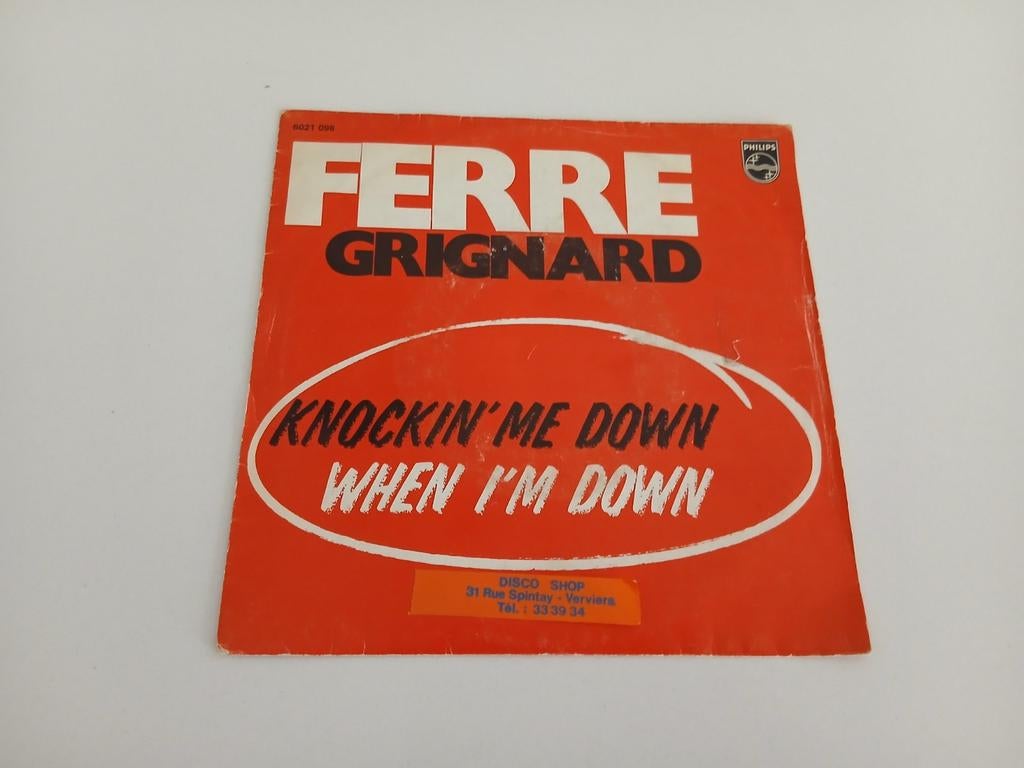 6021 098
PHILIPS
FERRE
GRIGNARD
KNOCKIN' ME DOWN
WHEN I'M DOWN
DISCO SHOP
31 Rue Spintay - Verviers
Tél. : 33 39 34